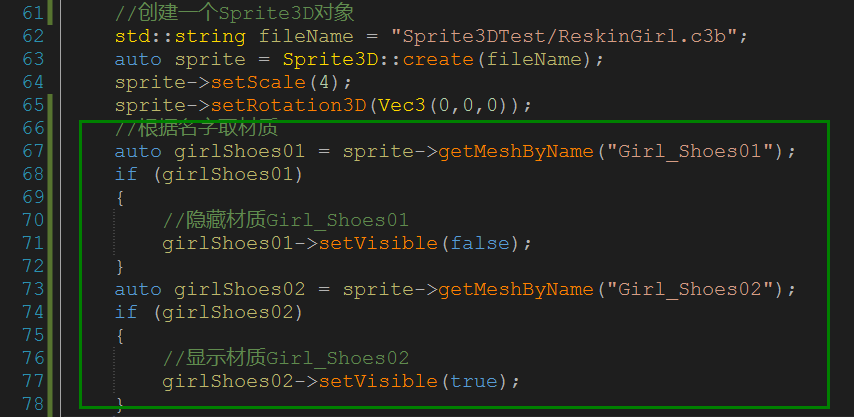 61 //创建一个Sprite3D对象
62 std::string fileName = "Sprite3DTest/ReskinGirl.c3b";
63 auto sprite = Sprite3D::create(fileName);
64 sprite->setScale(4);
65 sprite->setRotation3D(Vec3(0,0,0));
66 //根据名字取材质
67 auto girlShoes01 = sprite->getMeshByName("Girl_Shoes01");
68 if (girlShoes01)
69 {
70 //隐藏材质Girl_Shoes01
71 girlShoes01->setVisible(false);
72 }
73 auto girlShoes02 = sprite->getMeshByName("Girl_Shoes02");
74 if (girlShoes02)
75 {
76 //显示材质Girl_Shoes02
77 girlShoes02->setVisible(true);
78 }